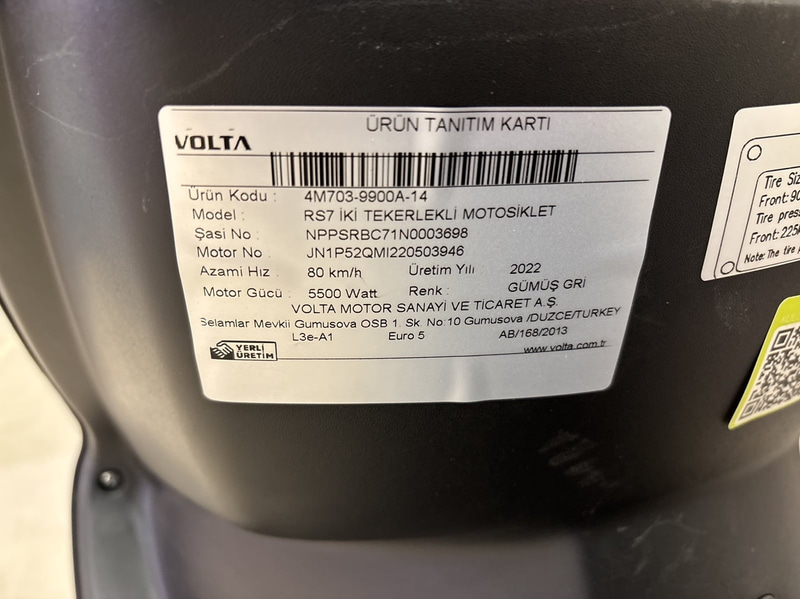 VOLTA
ÜRÜN TANITIM KARTI
Ürün Kodu : 4M703-9900A-14
Model : RS7 İKİ TEKERLEKLİ MOTOSİKLET
Şasi No : NPPSRBC71N0003698
Motor No : JN1P52QMI220503946
Azami Hız : 80 km/h Üretim Yılı 2022
Motor Gücü : 5500 Watt Renk : GÜMÜŞ GRİ
VOLTA MOTOR SANAYİ VE TİCARET A.Ş.
Selamlar Mevkii Gumusova OSB 1. Sk. No:10 Gumusova /DUZCE/TURKEY
L3e-A1 Euro 5 AB/168/2013
YERLİ
ÜRETİM
www.volta.com.tr
Tire Siz
Front:90
Tire press
Front:225K
Note: The tire